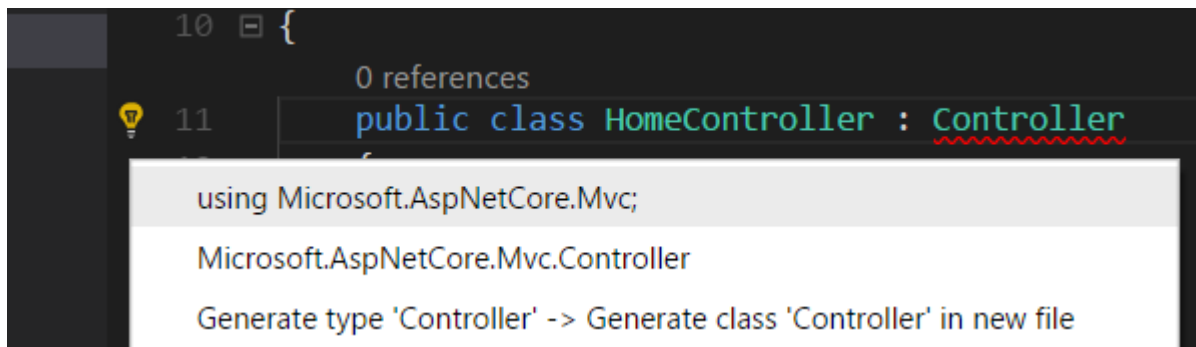 10 {
0 references
11 public class HomeController : Controller
{
using Microsoft.AspNetCore.Mvc;
Microsoft.AspNetCore.Mvc.Controller
Generate type 'Controller' -> Generate class 'Controller' in new file